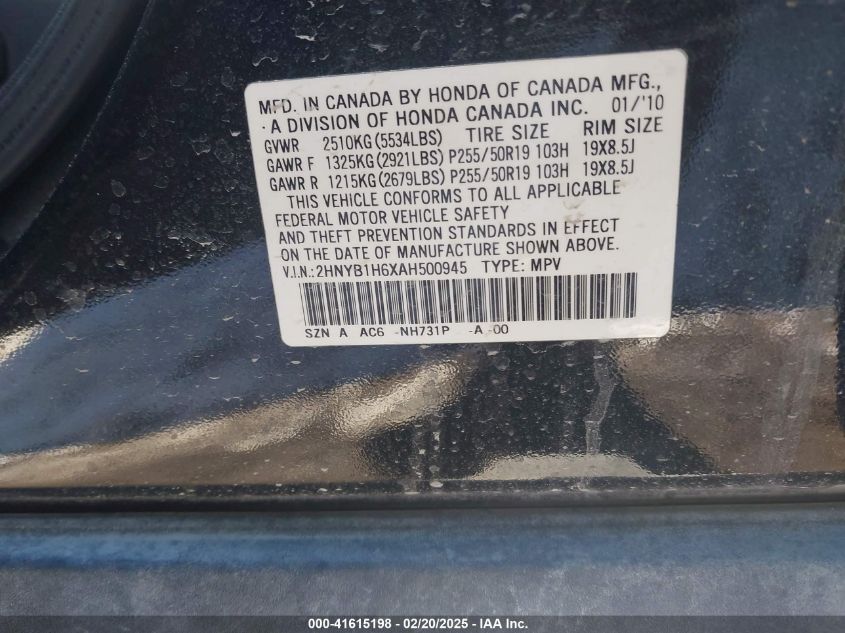 MFD. IN CANADA BY HONDA OF CANADA MFG.,
A DIVISION OF HONDA CANADA INC. 01/'10
GVWR 2510KG(5534LBS) TIRE SIZE RIM SIZE
GAWR F 1325KG(2921LBS) P255/50R19 103H 19X8.5J
GAWR R 1215KG(2679LBS) P255/50R19 103H 19X8.5J
THIS VEHICLE CONFORMS TO ALL APPLICABLE
FEDERAL MOTOR VEHICLE SAFETY
AND THEFT PREVENTION STANDARDS IN EFFECT
ON THE DATE OF MANUFACTURE SHOWN ABOVE.
V.I.N.:2HNYB1H6XAH500945 TYPE: MPV
SZN A AC6 -NH731P -A -00
000-41615198 - 02/20/2025 - IAAI Inc.